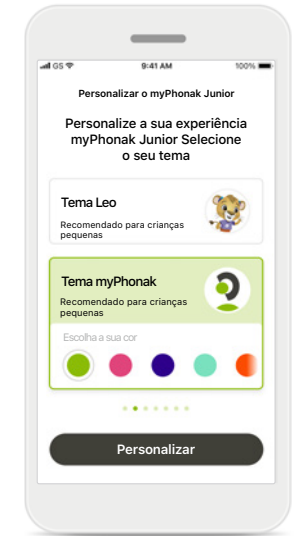 GS 9:41 AM 100%
Personalizar o myPhonak Junior
Personalize a sua experiência
myPhonak Junior Selecione
o seu tema
Tema Leo
Recomendado para crianças
pequenas
Tema myPhonak
Recomendado para crianças
pequenas
Escolha a sua cor
Personalizar